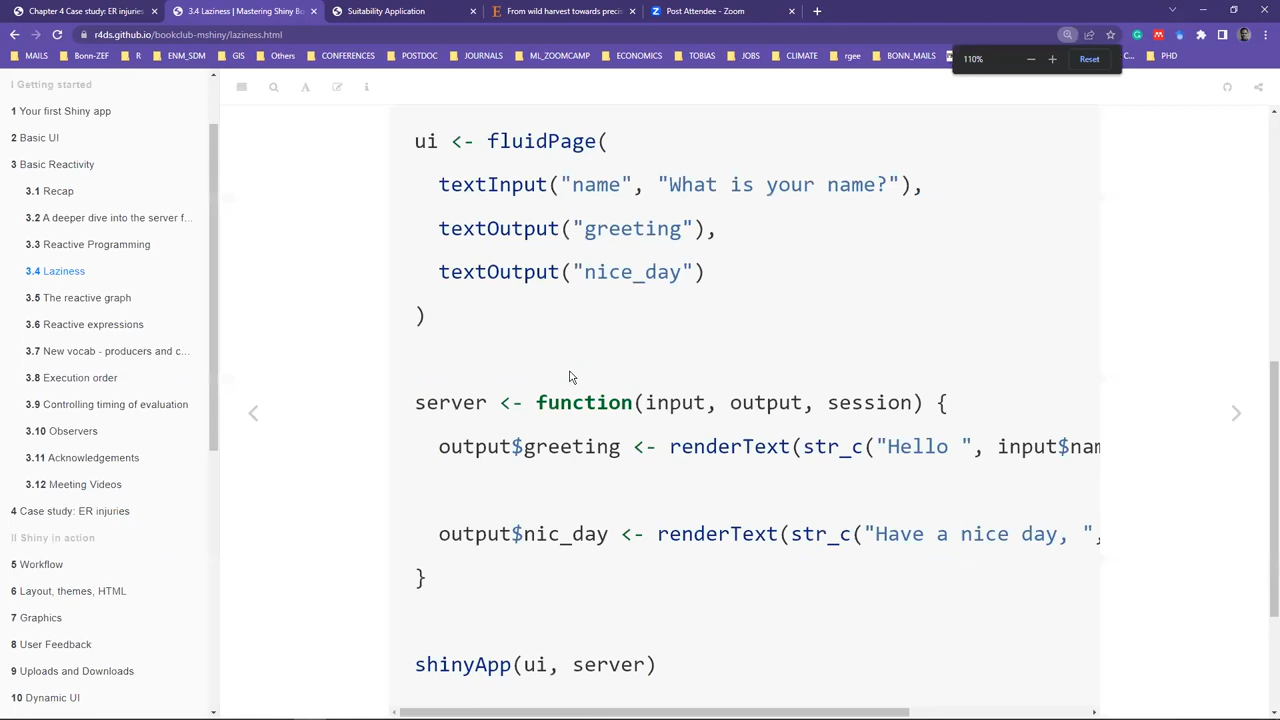 Chapter 4 Case study: ER injuries
3.4 Laziness | Mastering Shiny Bo
Suitability Application
From wild harvest towards precis
Post Attendee - Zoom
r4ds.github.io/bookclub-mshiny/laziness.html
MAILS
Bonn-ZEF
R
ENM_SDM
GIS
Others
CONFERENCES
POSTDOC
JOURNALS
ML_ZOOMCAMP
ECONOMICS
TOBIAS
JOBS
CLIMATE
rgee
BONN_MAILS
C...
PHD
110%
Reset
I Getting started
1 Your first Shiny app
2 Basic UI
3 Basic Reactivity
3.1 Recap
3.2 A deeper dive into the server f...
3.3 Reactive Programming
3.4 Laziness
3.5 The reactive graph
3.6 Reactive expressions
3.7 New vocab - producers and c...
3.8 Execution order
3.9 Controlling timing of evaluation
3.10 Observers
3.11 Acknowledgements
3.12 Meeting Videos
4 Case study: ER injuries
II Shiny in action
5 Workflow
6 Layout, themes, HTML
7 Graphics
8 User Feedback
9 Uploads and Downloads
10 Dynamic UI
ui <- fluidPage(
textInput("name", "What is your name?"),
textOutput("greeting"),
textOutput("nice_day")
)
server <- function(input, output, session) {
output$greeting <- renderText(str_c("Hello ", input$nam
output$nic_day <- renderText(str_c("Have a nice day, ",
}
shinyApp(ui, server)